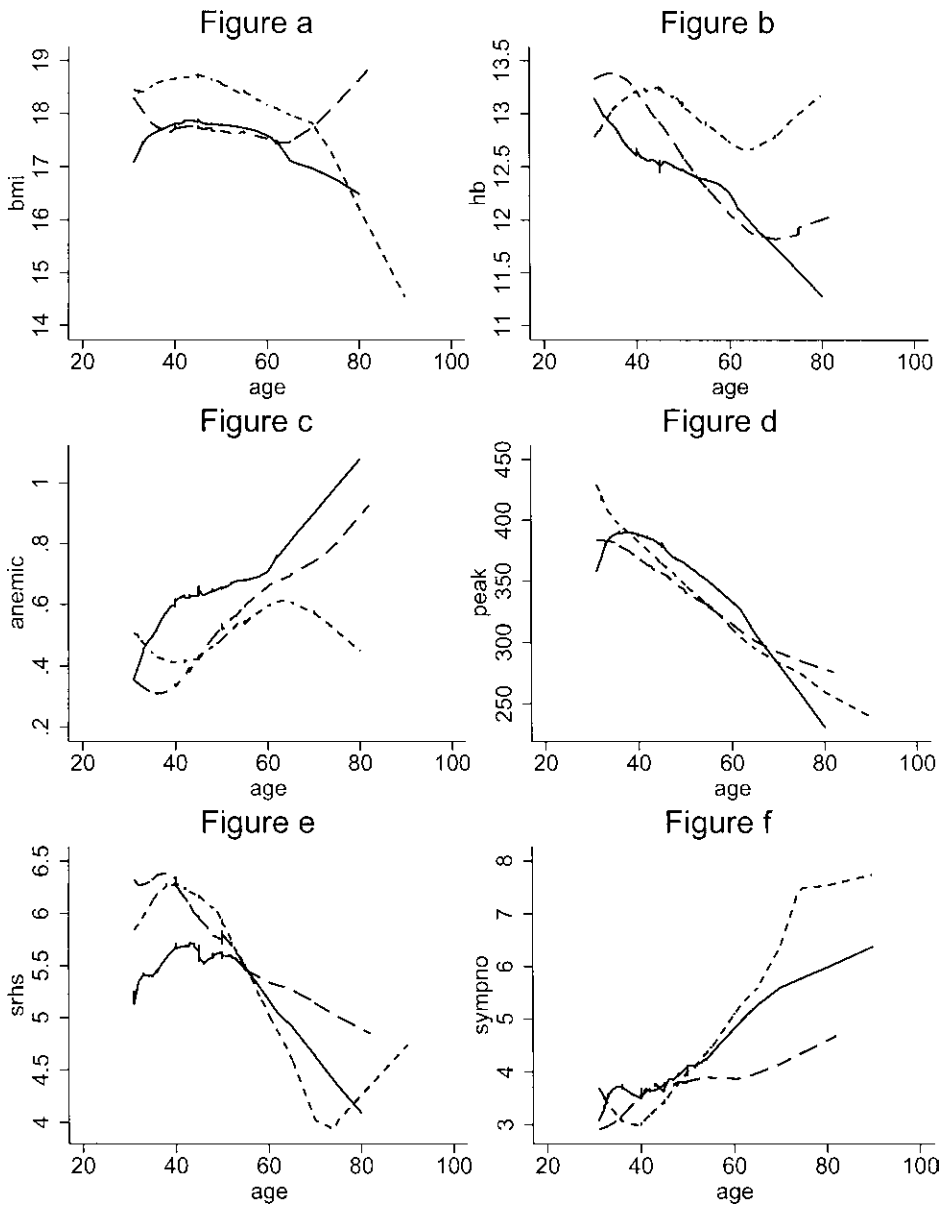 Figure a
bmi
19
18
17
16
15
14
20 40 60 80 100
age
Figure b
hb
13.5
13
12.5
12
11.5
11
20 40 60 80 100
age
Figure c
anemic
1
.8
.6
.4
.2
20 40 60 80 100
age
Figure d
peak
450
400
350
300
250
20 40 60 80 100
age
Figure e
srhs
6.5
6
5.5
5
4.5
4
20 40 60 80 100
age
Figure f
sympno
8
7
6
5
4
3
20 40 60 80 100
age